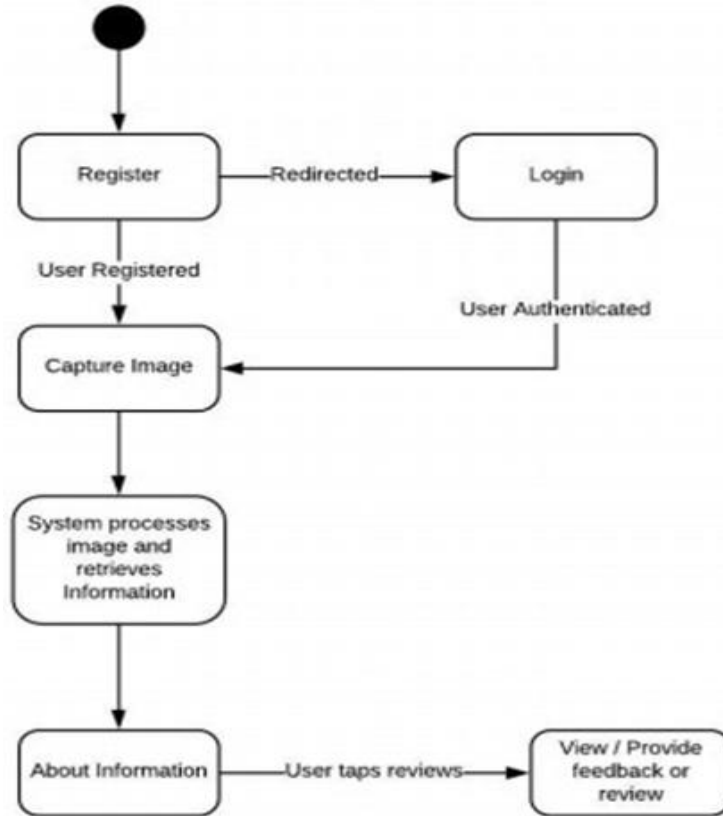 Register
Redirected
Login
User Registered
User Authenticated
Capture Image
System processes
image and
retrieves
Information
About Information
User taps reviews
View / Provide
feedback or
review